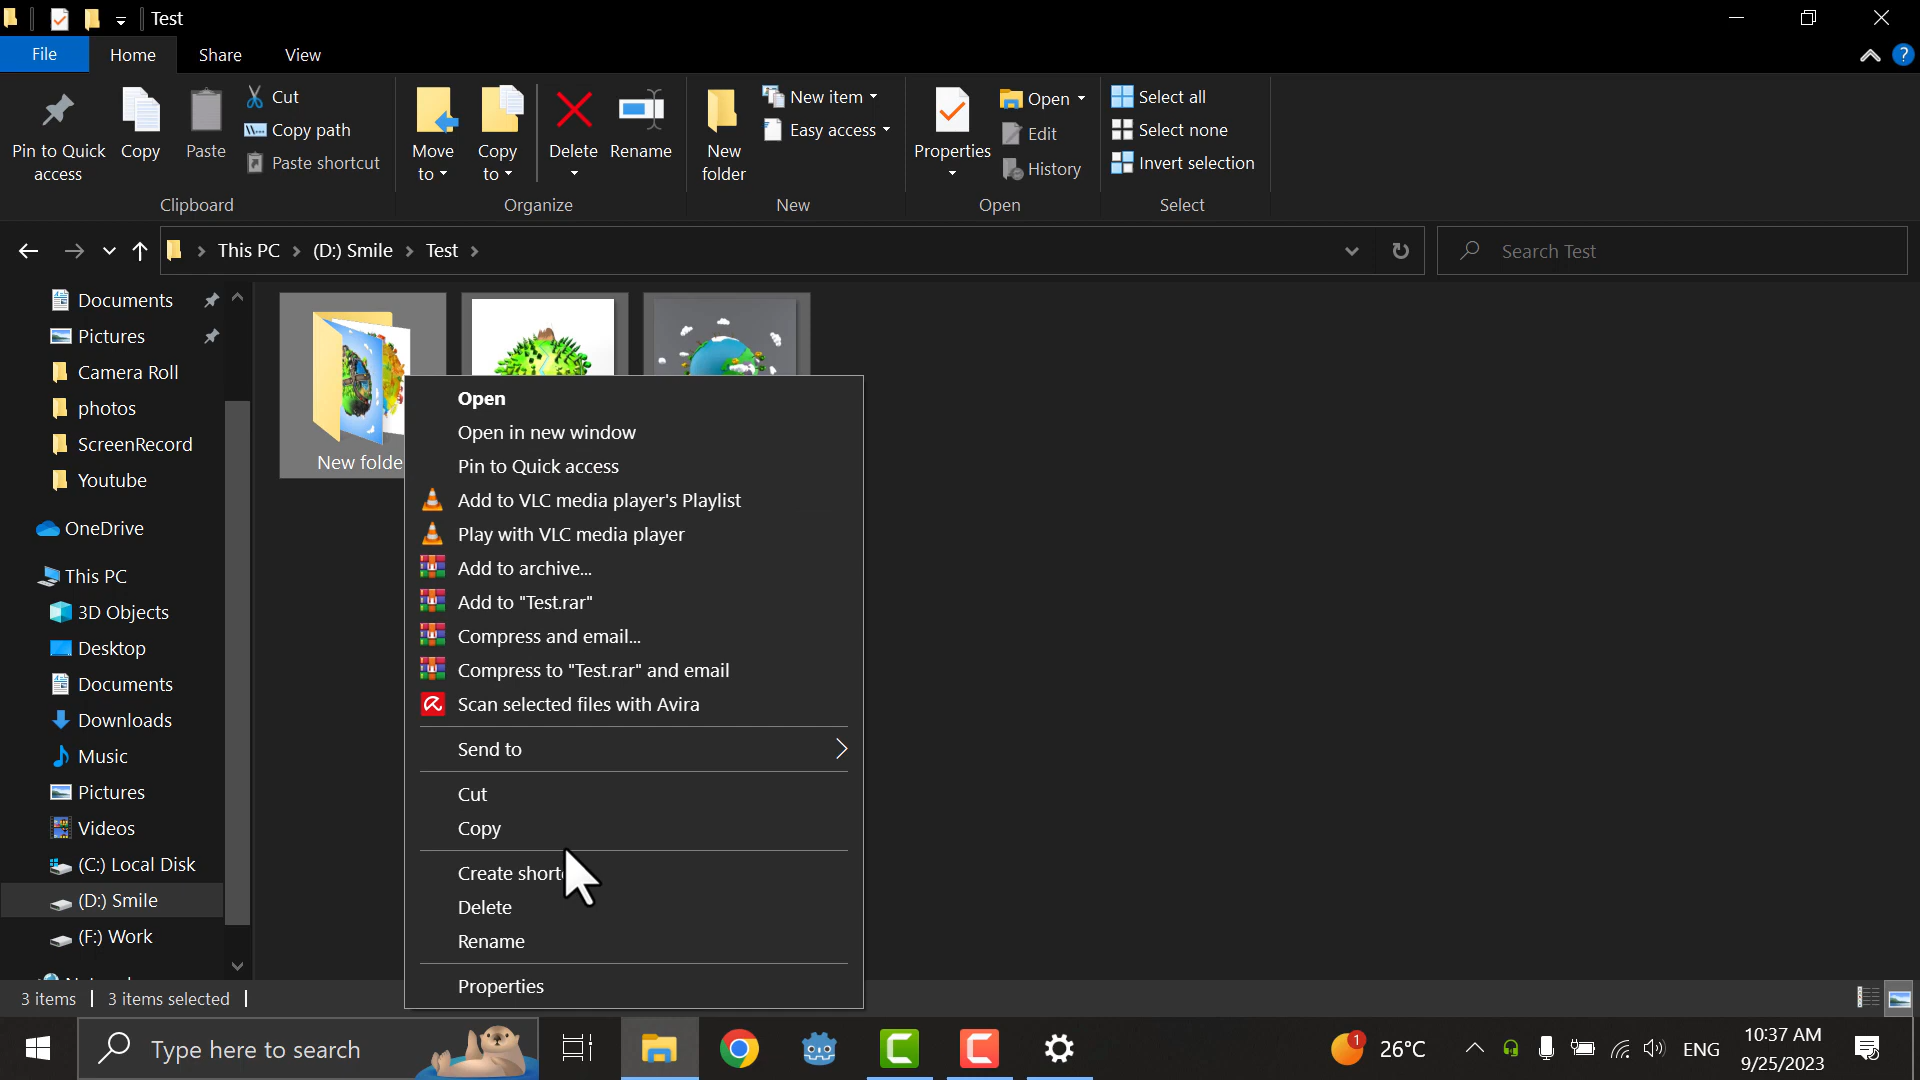 Test
File
Home
Share
View
?
Pin to Quick
access
Copy
Paste
Cut
Copy path
Paste shortcut
Move
to
Copy
to
Delete
Rename
New
folder
New item
Easy access
Properties
Open
Edit
History
Select all
Select none
Invert selection
Clipboard
Organize
New
Open
Select
This PC
(D:) Smile
Test
Search Test
Documents
Pictures
Camera Roll
photos
ScreenRecord
Youtube
OneDrive
This PC
3D Objects
Desktop
Documents
Downloads
Music
Pictures
Videos
(C:) Local Disk
(D:) Smile
(F:) Work
New folde
Open
Open in new window
Pin to Quick access
Add to VLC media player's Playlist
Play with VLC media player
Add to archive...
Add to "Test.rar"
Compress and email...
Compress to "Test.rar" and email
Scan selected files with Avira
Send to
Cut
Copy
Create short
Delete
Rename
Properties
3 items
3 items selected
Type here to search
1
26°C
ENG
10:37 AM
9/25/2023